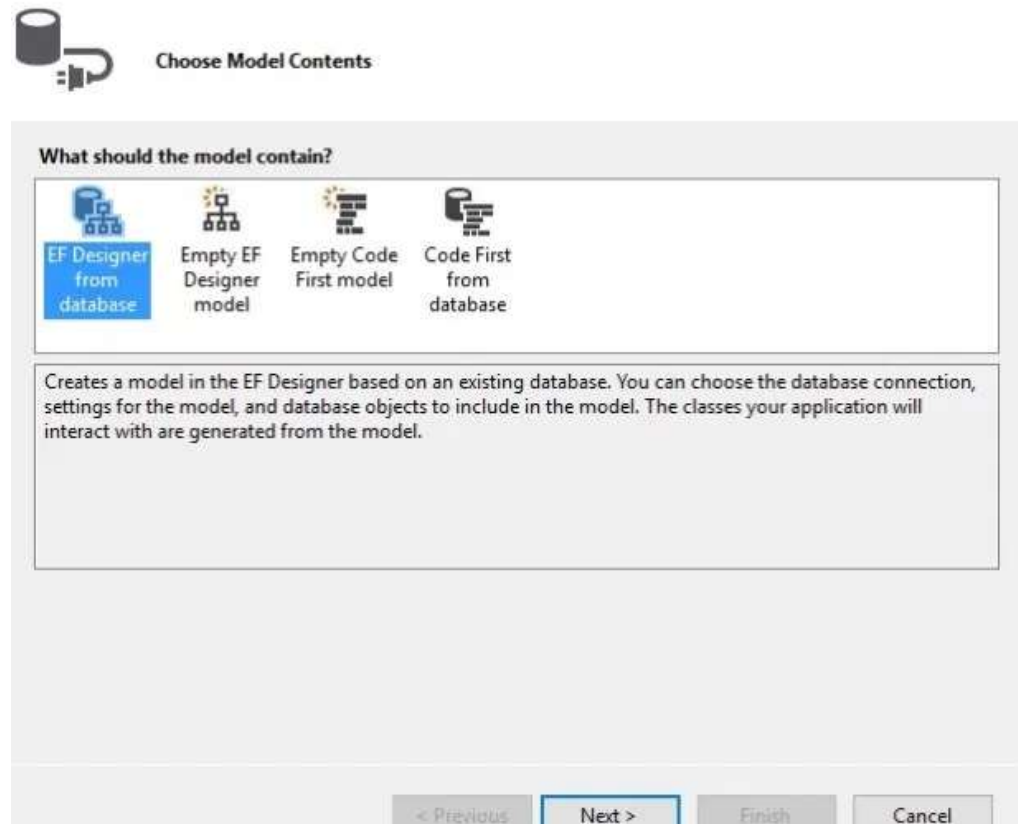 Choose Model Contents
What should the model contain?
EF Designer
from
database
Empty EF
Designer
model
Empty Code
First model
Code First
from
database
Creates a model in the EF Designer based on an existing database. You can choose the database connection,
settings for the model, and database objects to include in the model. The classes your application will
interact with are generated from the model.
< Previous
Next >
Finish
Cancel